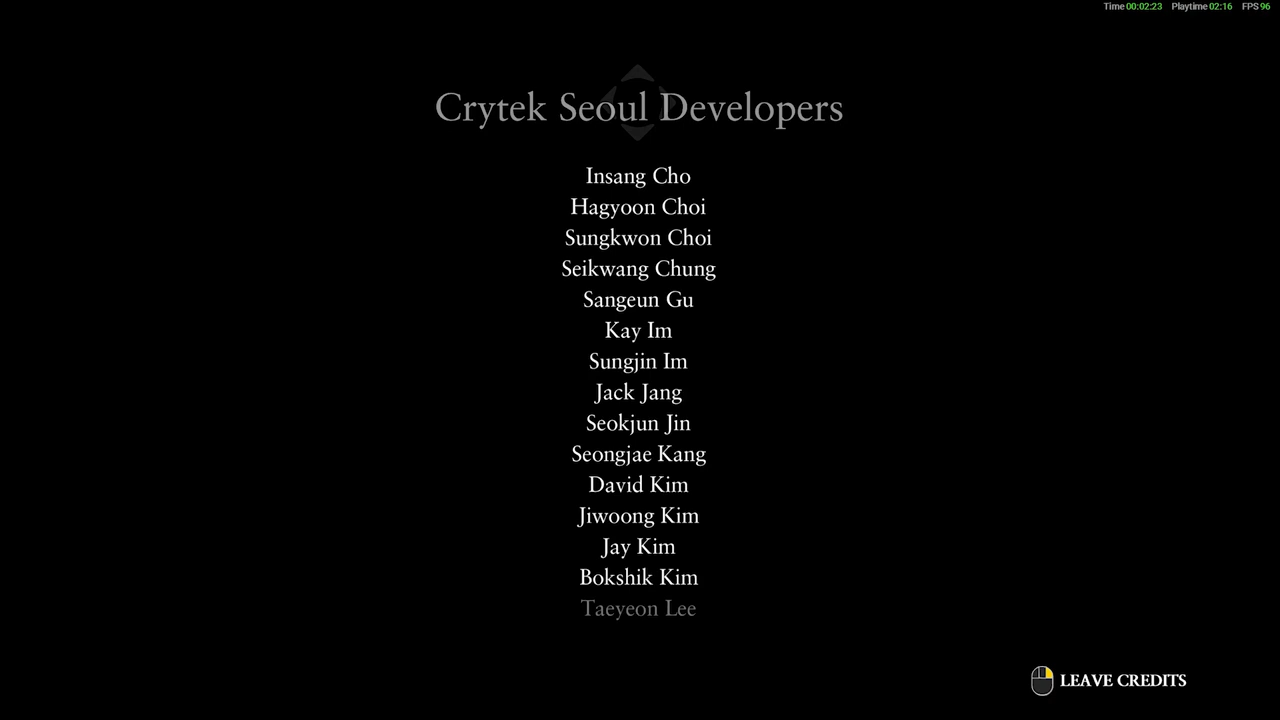 Time 00:02:23 Playtime 02:16 FPS 96
Crytek Seoul Developers
Insang Cho
Hagyoon Choi
Sungkwon Choi
Seikwang Chung
Sangeun Gu
Kay Im
Sungjin Im
Jack Jang
Seokjun Jin
Seongjae Kang
David Kim
Jiwoong Kim
Jay Kim
Bokshik Kim
Taeyeon Lee
LEAVE CREDITS